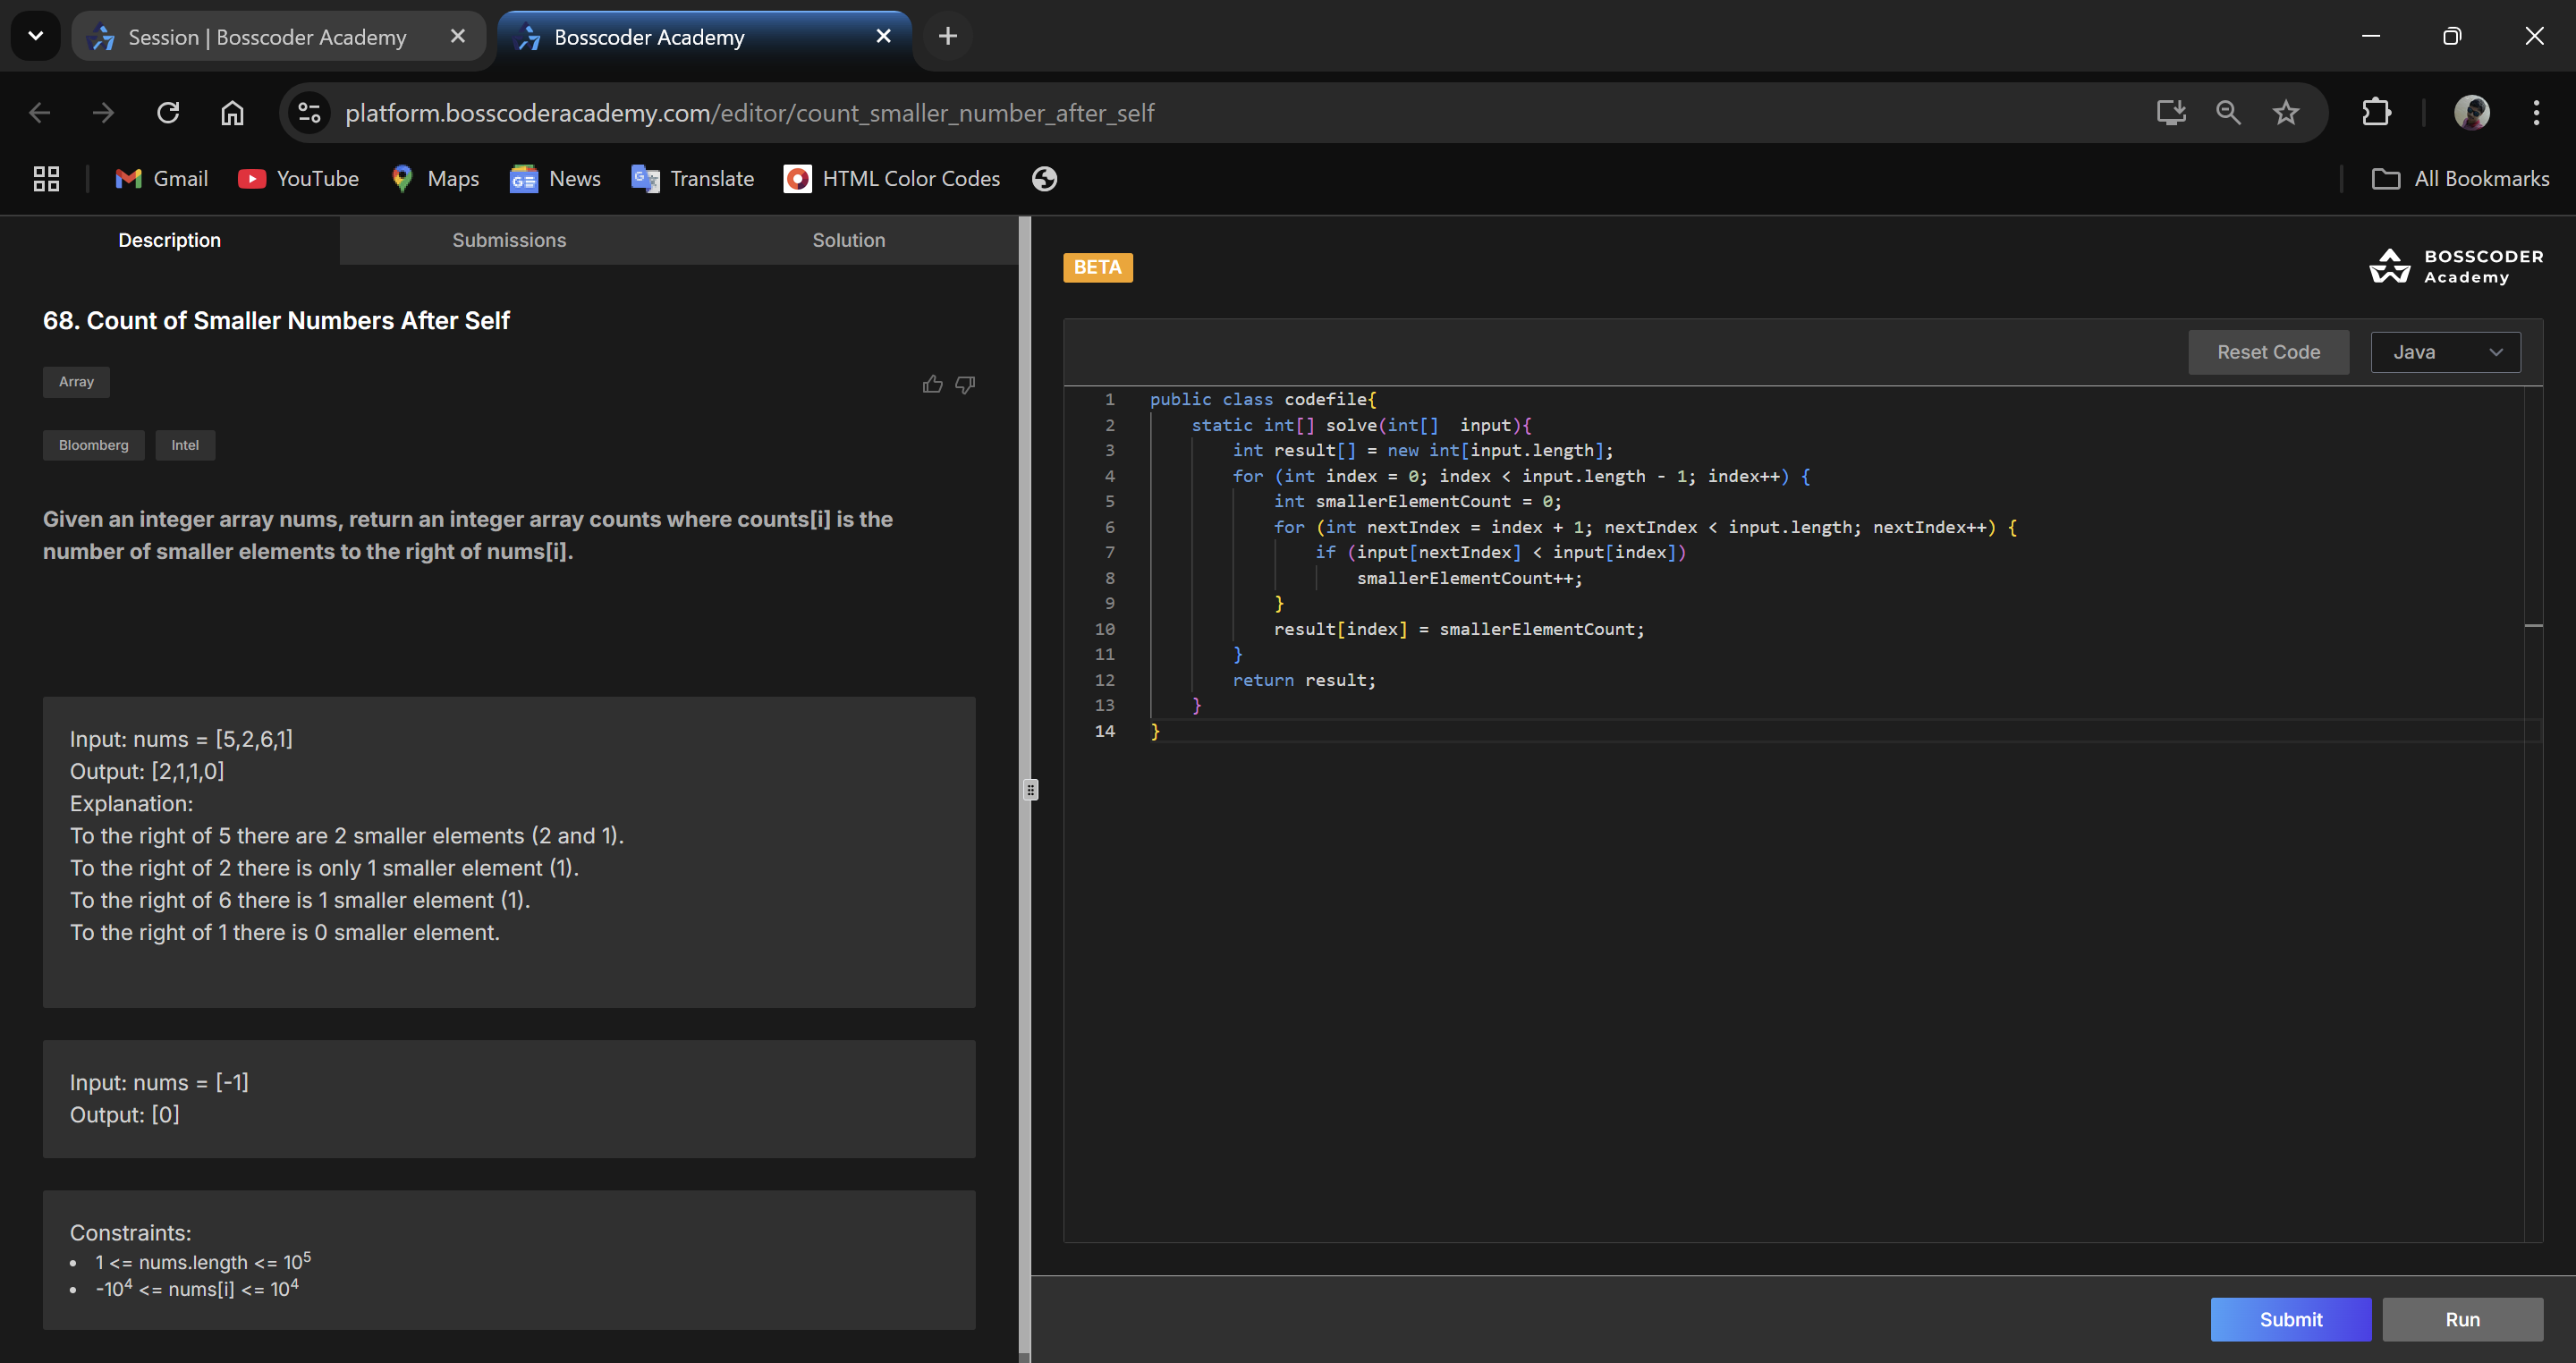 Session | Bosscoder Academy
Bosscoder Academy
platform.bosscoderacademy.com/editor/count_smaller_number_after_self
Gmail
YouTube
Maps
News
Translate
HTML Color Codes
All Bookmarks
Description
Submissions
Solution
68. Count of Smaller Numbers After Self
Array
Bloomberg
Intel
Given an integer array nums, return an integer array counts where counts[i] is the
number of smaller elements to the right of nums[i].
Input: nums = [5,2,6,1]
Output: [2,1,1,0]
Explanation:
To the right of 5 there are 2 smaller elements (2 and 1).
To the right of 2 there is only 1 smaller element (1).
To the right of 6 there is 1 smaller element (1).
To the right of 1 there is 0 smaller element.
Input: nums = [-1]
Output: [0]
Constraints:
• 1 <= nums.length <= 10⁵
• -10⁴ <= nums[i] <= 10⁴
BETA
BOSSCODER
Academy
Reset Code
Java
1 public class codefile{
2     static int[] solve(int[]  input){
3         int result[] = new int[input.length];
4         for (int index = 0; index < input.length - 1; index++) {
5             int smallerElementCount = 0;
6             for (int nextIndex = index + 1; nextIndex < input.length; nextIndex++) {
7                 if (input[nextIndex] < input[index])
8                     smallerElementCount++;
9             }
10             result[index] = smallerElementCount;
11         }
12         return result;
13     }
14 }
Submit
Run